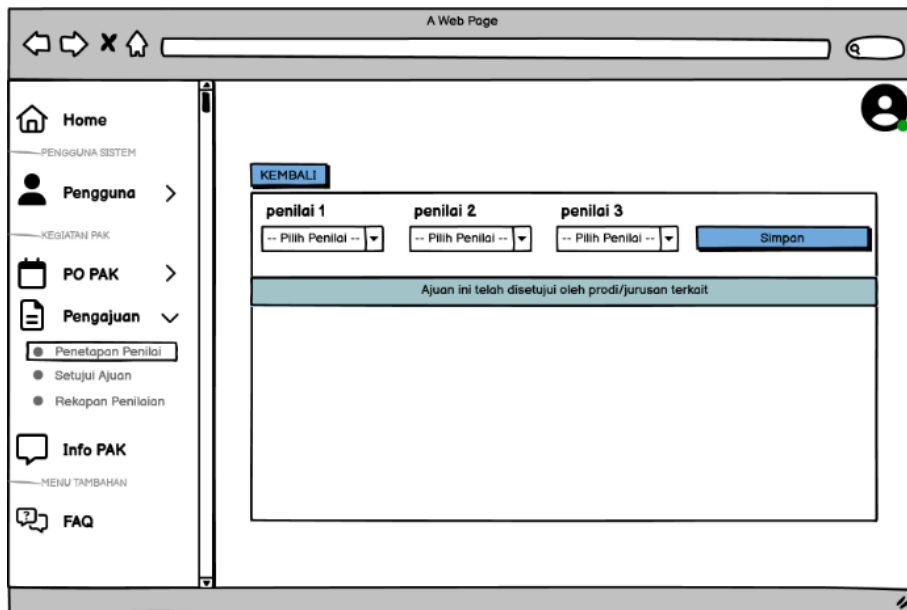 A Web Page
Home
PENGGUNA SISTEM
Pengguna
KEGIATAN PAK
PO PAK
Pengajuan
Penetapan Penilai
Setujui Ajuan
Rekapan Penilaian
Info PAK
MENU TAMBAHAN
FAQ
KEMBALI
penilai 1 penilai 2 penilai 3
-- Pilih Penilai -- -- Pilih Penilai -- -- Pilih Penilai -- Simpan
Ajuan ini telah disetujui oleh prodi/jurusan terkait